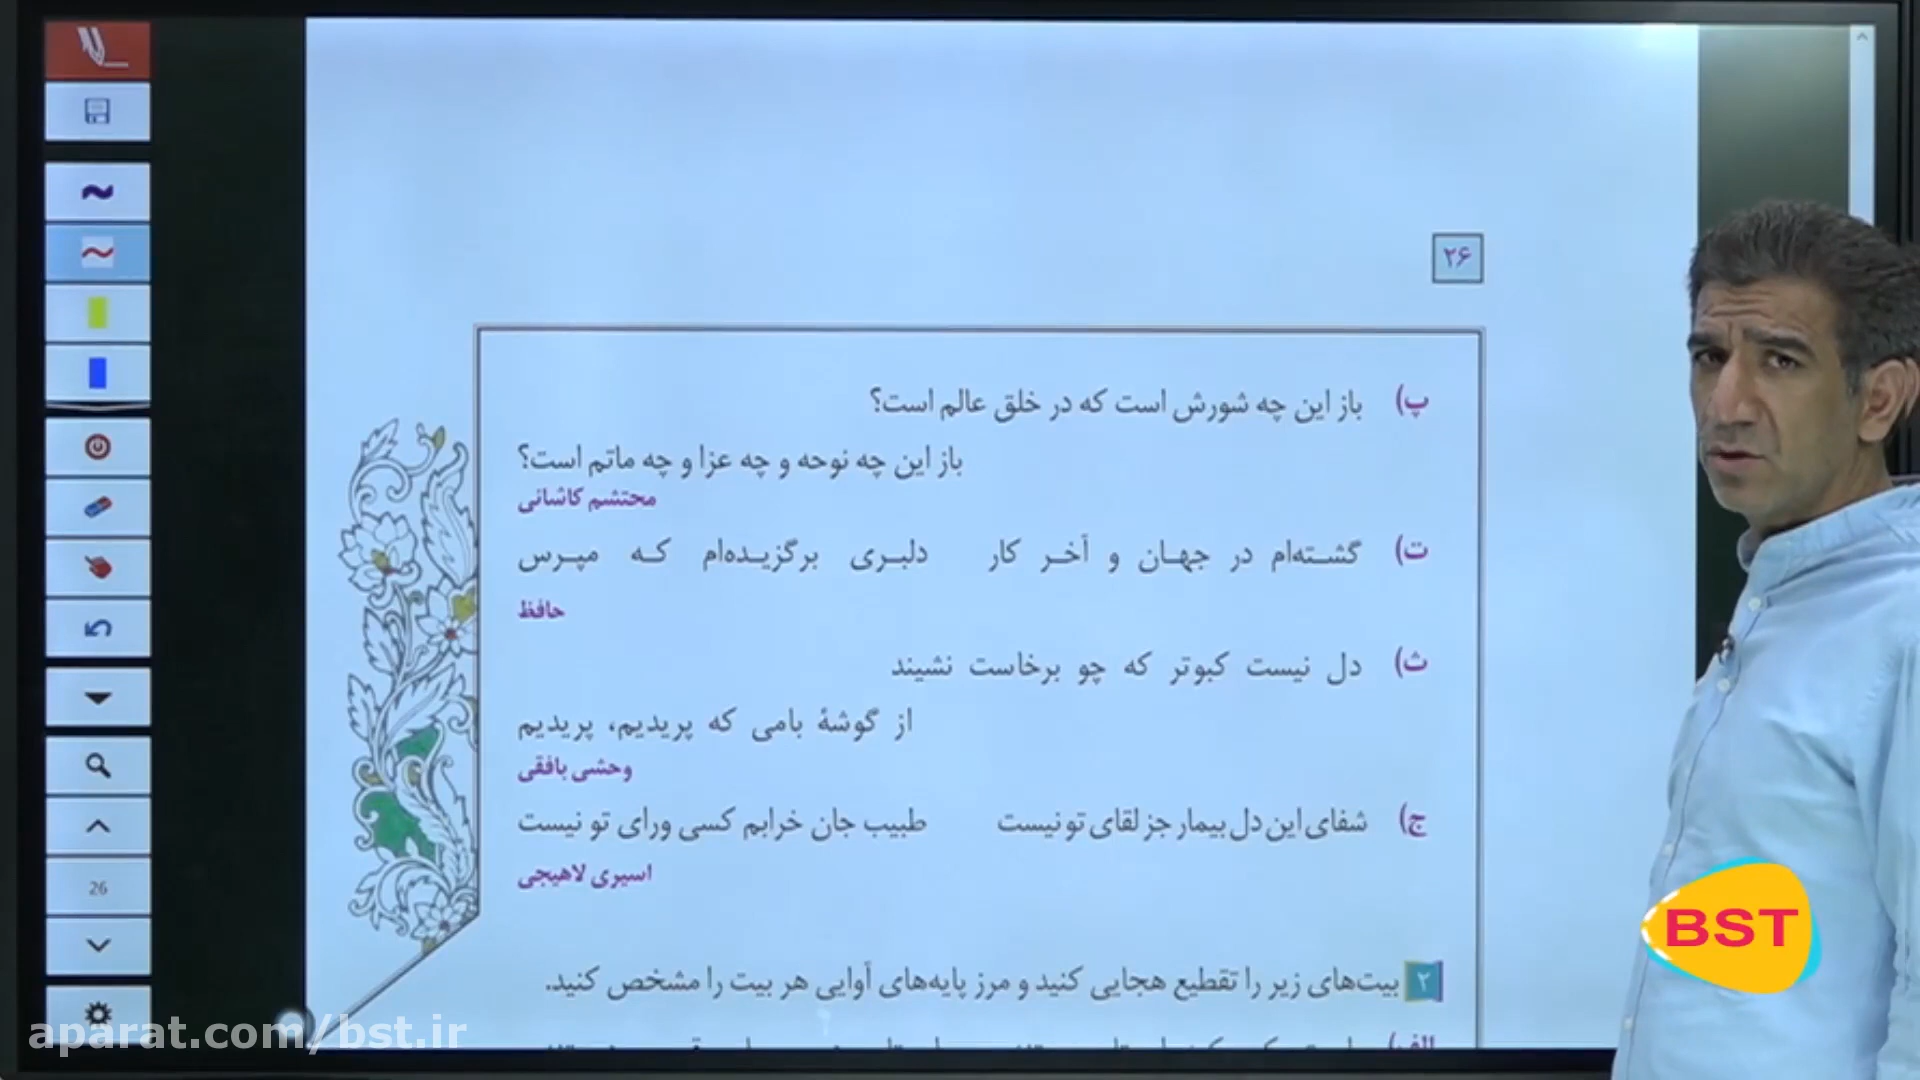 ۲۶
پ) باز این چه شورش است که در خلق عالم است؟
باز این چه نوحه و چه عزا و چه ماتم است؟
محتشم کاشانی
ت) گشته‌ام در جهان و آخر کار دلبری برگزیده‌ام که مپرس
حافظ
ث) دل نیست کبوتر که چو برخاست نشیند
از گوشهٔ بامی که پریدیم، پریدیم
وحشی بافقی
ج) شفای این دل بیمار جز لقای تو نیست طبیب جان خرابم کسی ورای تو نیست
اسیری لاهیجی
۲ بیت‌های زیر را تقطیع هجایی کنید و مرز پایه‌های آوایی هر بیت را مشخص کنید.
الف)
26
BST
aparat.com/bst.ir